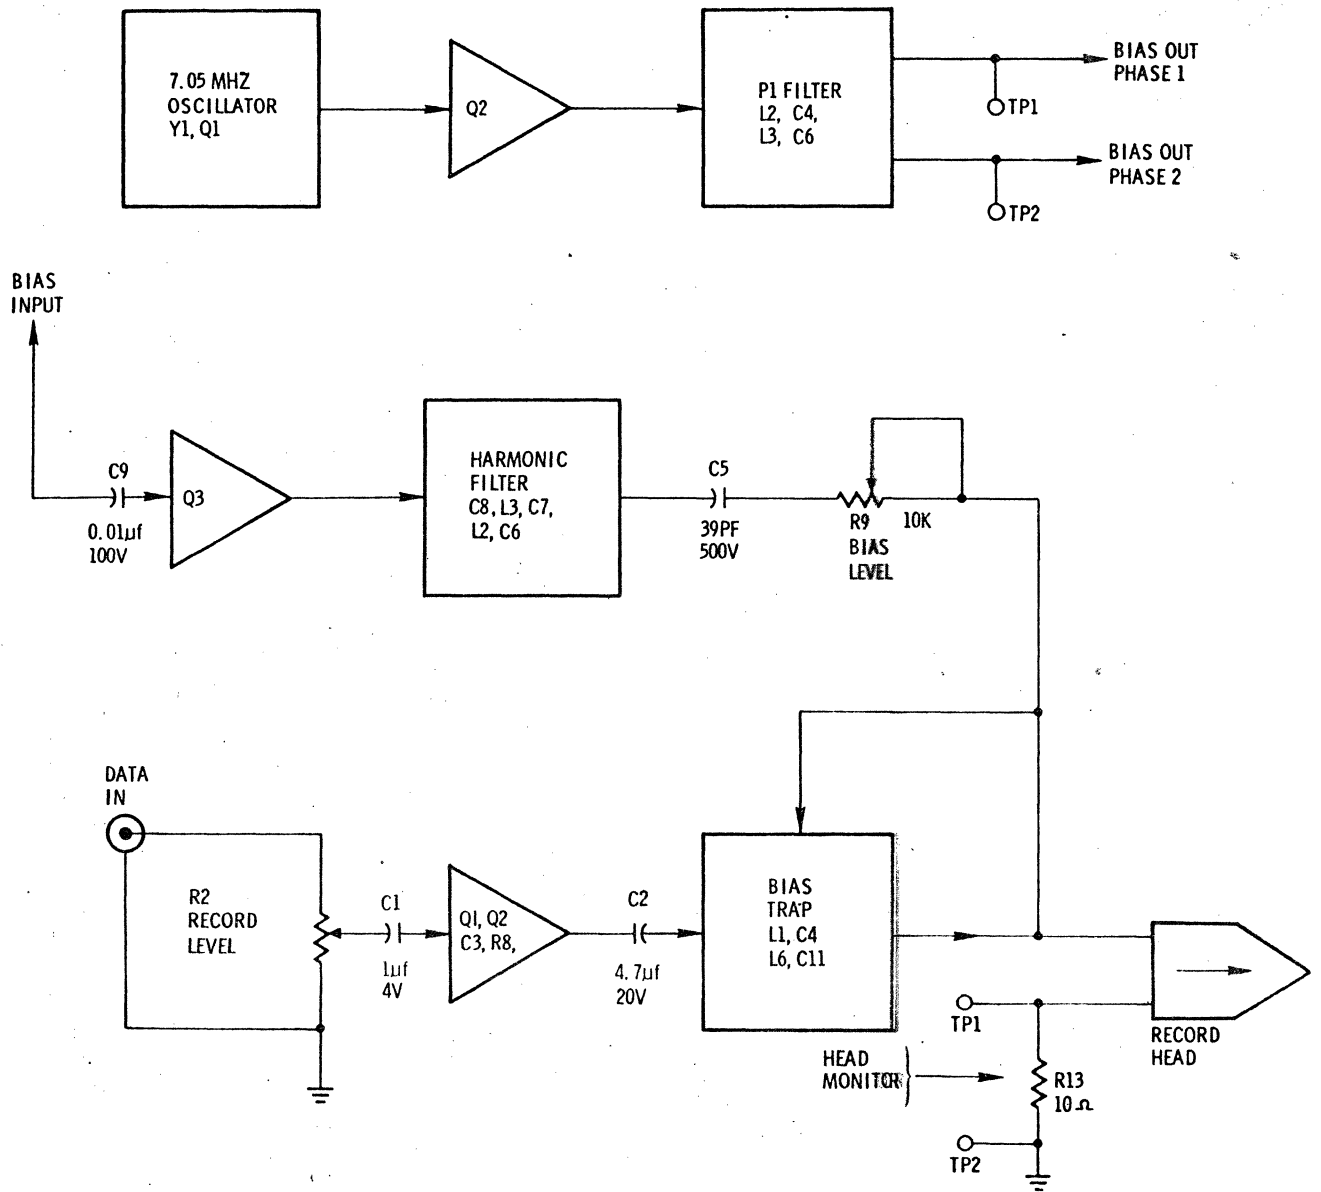 7.05 MHZ
OSCILLATOR
Y1, Q1
Q2
P1 FILTER
L2, C4,
L3, C6
BIAS OUT
PHASE 1
TP1
BIAS OUT
PHASE 2
TP2
BIAS
INPUT
C9
0.01µf
100V
Q3
HARMONIC
FILTER
C8, L3, C7,
L2, C6
C5
39PF
500V
R9
BIAS
LEVEL
10K
DATA
IN
R2
RECORD
LEVEL
C1
1µf
4V
Q1, Q2
C3, R8,
C2
4.7µf
20V
BIAS
TRAP
L1, C4
L6, C11
TP1
RECORD
HEAD
HEAD
MONITOR
R13
10Ω
TP2